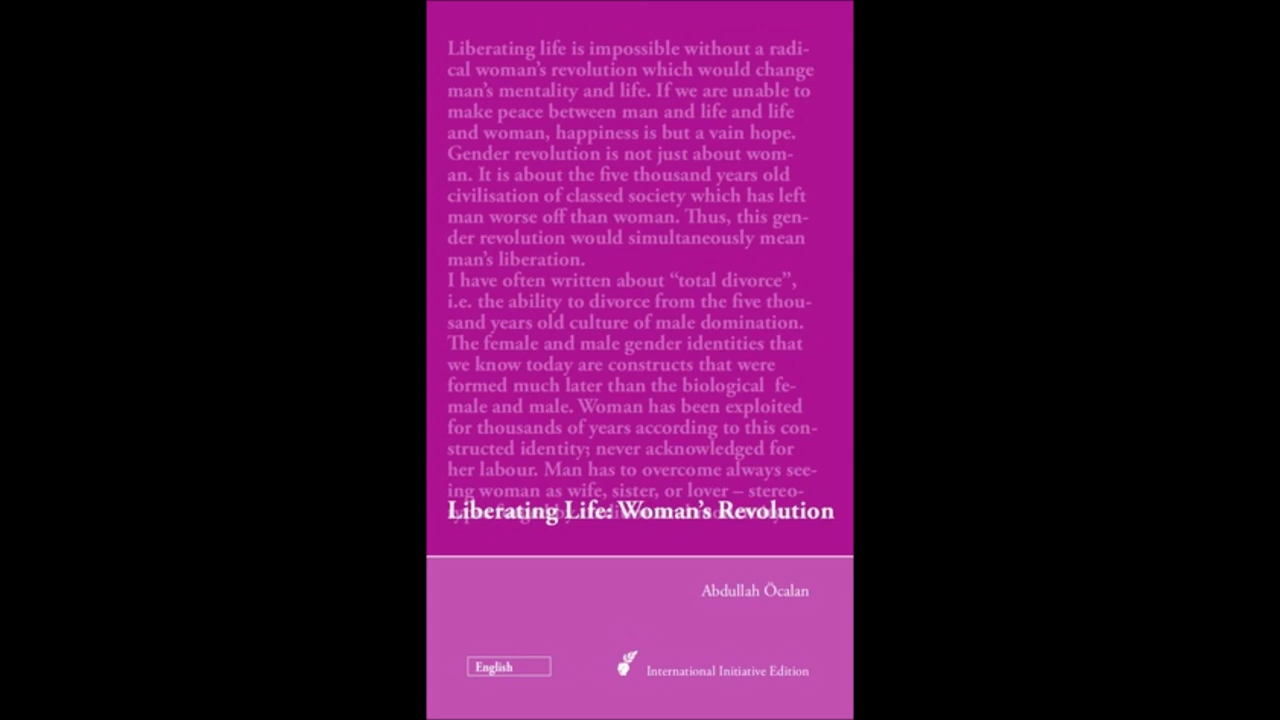 Liberating life is impossible without a radi-
cal woman's revolution which would change
man's mentality and life. If we are unable to
make peace between man and life and life
and woman, happiness is but a vain hope.
Gender revolution is not just about wom-
an. It is about the five thousand years old
civilisation of classed society which has left
man worse off than woman. Thus, this gen-
der revolution would simultaneously mean
man's liberation.
I have often written about “total divorce”,
i.e. the ability to divorce from the five thou-
sand years old culture of male domination.
The female and male gender identities that
we know today are constructs that were
formed much later than the biological  fe-
male and male. Woman has been exploited
for thousands of years according to this con-
structed identity; never acknowledged for
her labour. Man has to overcome always see-
ing woman as wife, sister, or lover – stereo-
Liberating Life: Woman's Revolution
Abdullah Öcalan
English
International Initiative Edition